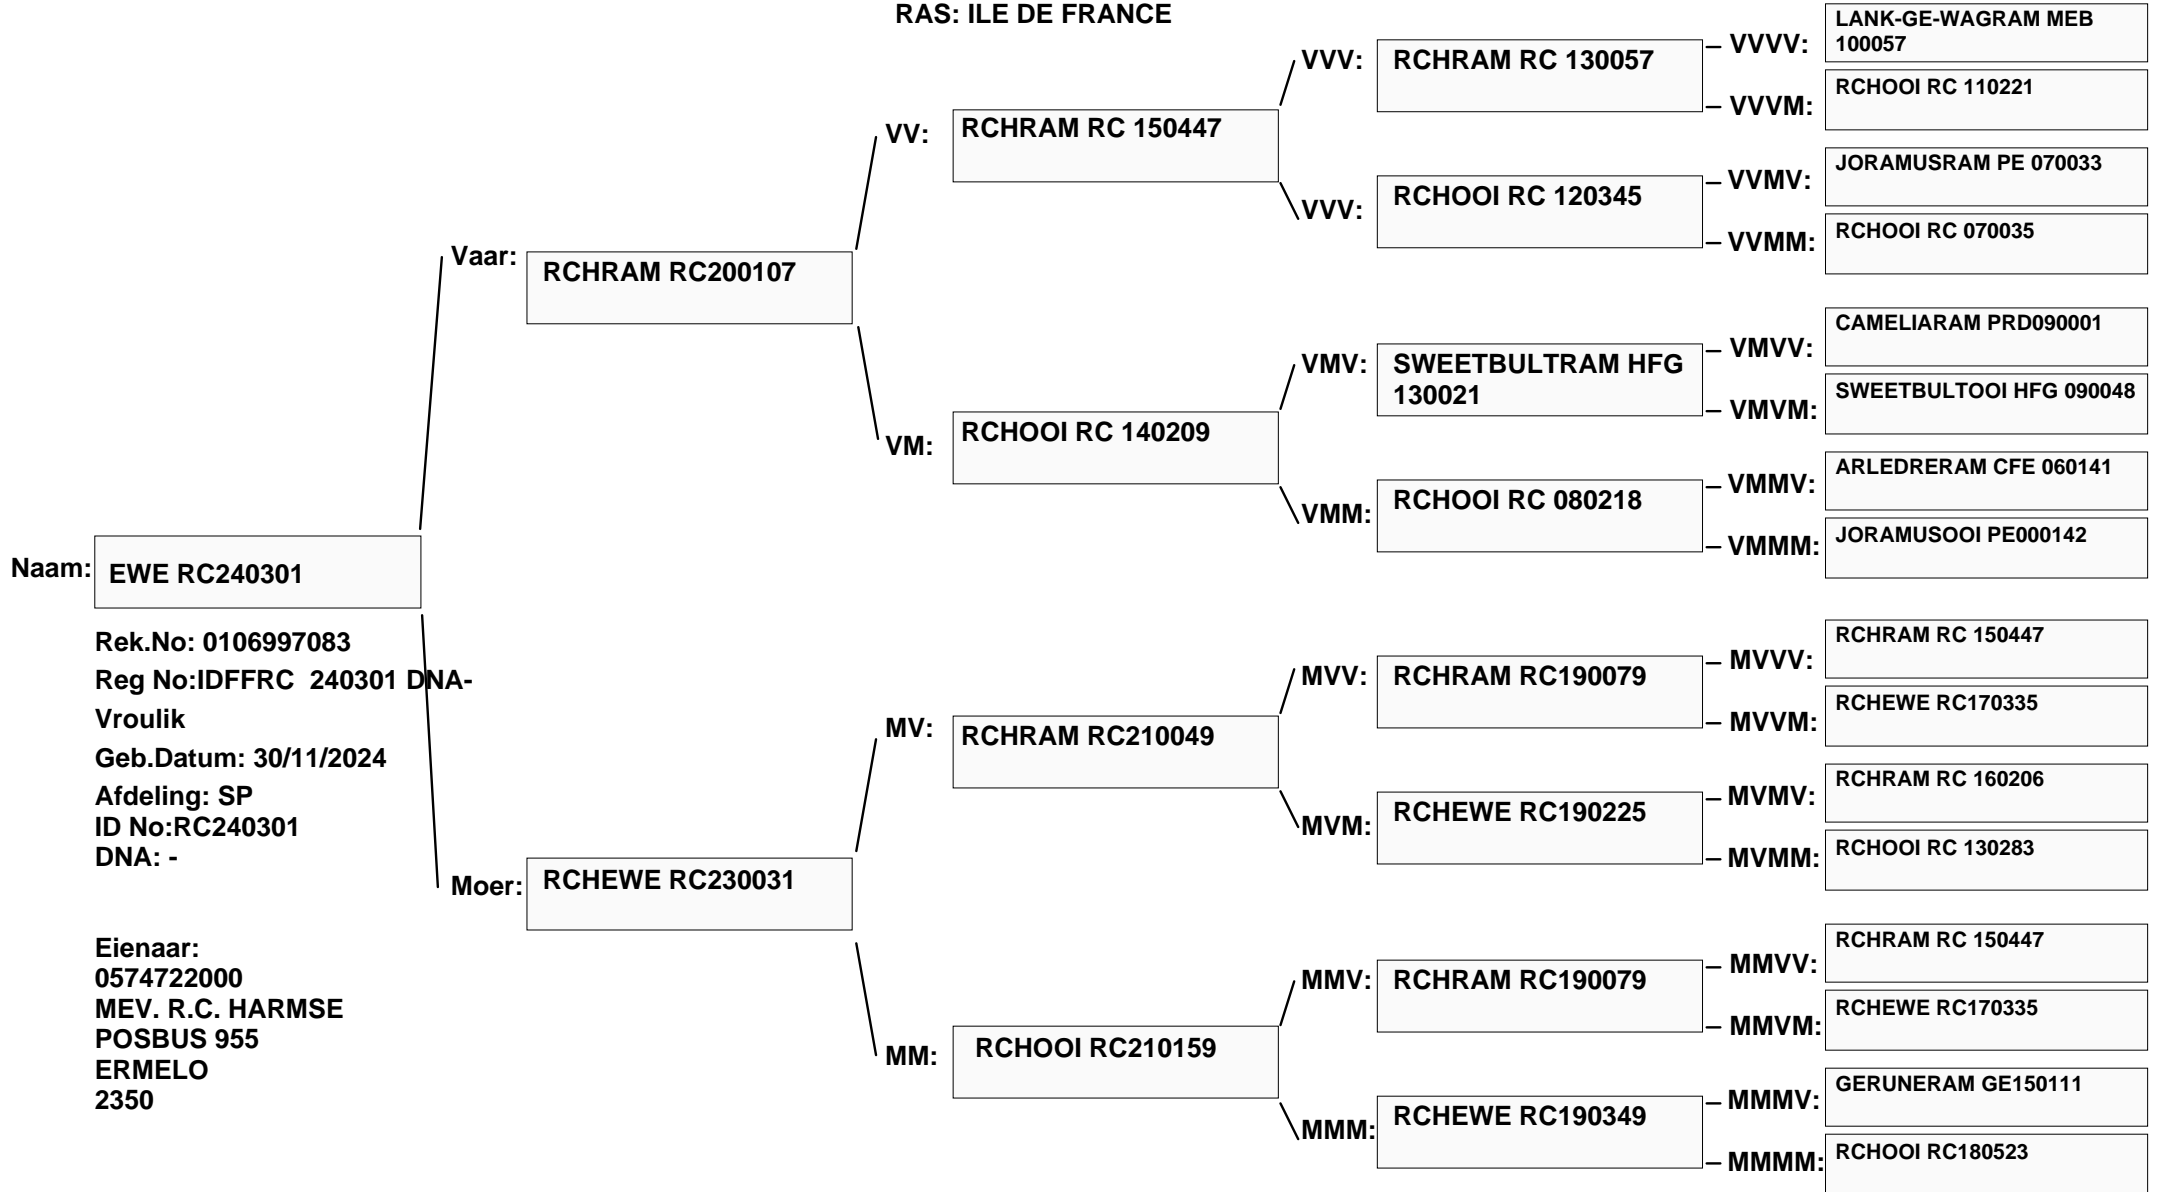 RAS: ILE DE FRANCE
Naam:
EWE RC240301
Rek.No: 0106997083
Reg No:IDFFRC  240301 DNA-
Vroulik
Geb.Datum: 30/11/2024
Afdeling: SP
ID No:RC240301
DNA: -
Eienaar:
0574722000
MEV. R.C. HARMSE
POSBUS 955
ERMELO
2350
Vaar:
RCHRAM RC200107
Moer:
RCHEWE RC230031
VV:
RCHRAM RC 150447
VM:
RCHOOI RC 140209
MV:
RCHRAM RC210049
MM:
RCHOOI RC210159
VVV:
RCHRAM RC 130057
VVV:
RCHOOI RC 120345
VMV:
SWEETBULTRAM HFG
130021
VMM:
RCHOOI RC 080218
MVV:
RCHRAM RC190079
MVM:
RCHEWE RC190225
MMV:
RCHRAM RC190079
MMM:
RCHEWE RC190349
VVVV:
LANK-GE-WAGRAM MEB
100057
VVVM:
RCHOOI RC 110221
VVMV:
JORAMUSRAM PE 070033
VVMM:
RCHOOI RC 070035
VMVV:
CAMELIARAM PRD090001
VMVM:
SWEETBULTOOI HFG 090048
VMMV:
ARLEDRERAM CFE 060141
VMMM:
JORAMUSOOI PE000142
MVVV:
RCHRAM RC 150447
MVVM:
RCHEWE RC170335
MVMV:
RCHRAM RC 160206
MVMM:
RCHOOI RC 130283
MMVV:
RCHRAM RC 150447
MMVM:
RCHEWE RC170335
MMMV:
GERUNERAM GE150111
MMMM:
RCHOOI RC180523